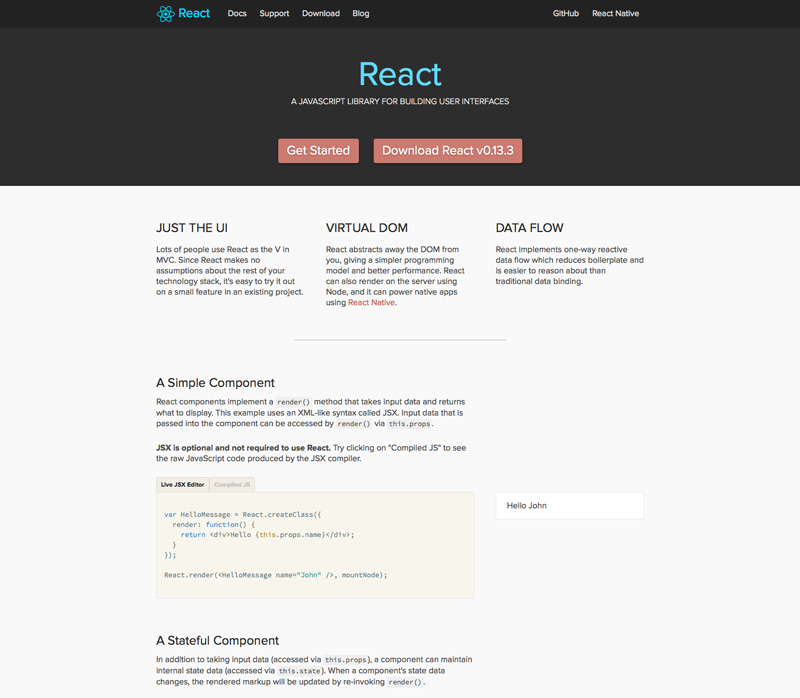 React Docs Support Download Blog GitHub React Native
React
A JAVASCRIPT LIBRARY FOR BUILDING USER INTERFACES
Get Started Download React v0.13.3
JUST THE UI
Lots of people use React as the V in
MVC. Since React makes no
assumptions about the rest of your
technology stack, it's easy to try it out
on a small feature in an existing project.
VIRTUAL DOM
React abstracts away the DOM from
you, giving a simpler programming
model and better performance. React
can also render on the server using
Node, and it can power native apps
using React Native.
DATA FLOW
React implements one-way reactive
data flow which reduces boilerplate and
is easier to reason about than
traditional data binding.
A Simple Component
React components implement a render() method that takes input data and returns
what to display. This example uses an XML-like syntax called JSX. Input data that is
passed into the component can be accessed by render() via this.props.
JSX is optional and not required to use React. Try clicking on "Compiled JS" to see
the raw JavaScript code produced by the JSX compiler.
Live JSX Editor Compiled JS
var HelloMessage = React.createClass({
  render: function() {
    return <div>Hello {this.props.name}</div>;
  }
});
React.render(<HelloMessage name="John" />, mountNode);
Hello John
A Stateful Component
In addition to taking input data (accessed via this.props), a component can maintain
internal state data (accessed via this.state). When a component's state data
changes, the rendered markup will be updated by re-invoking render().